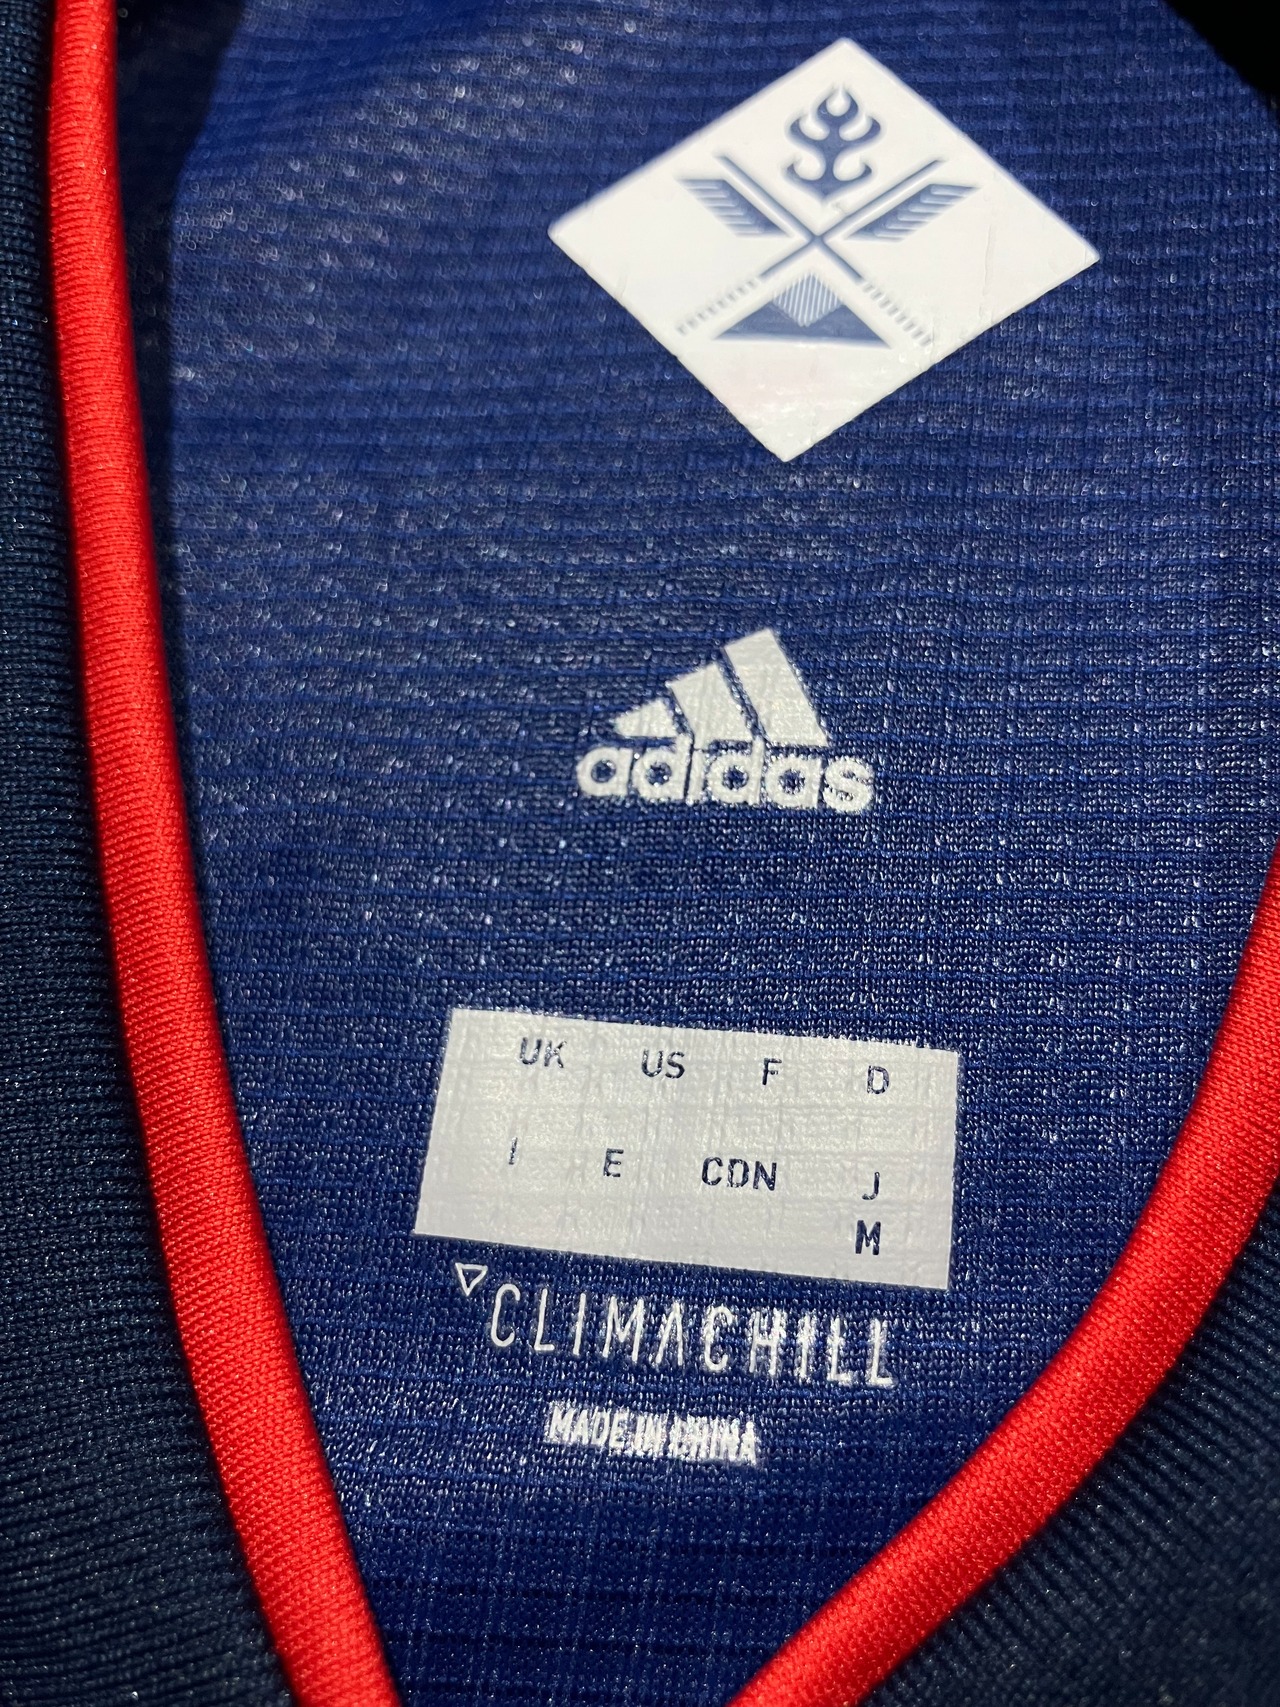 adidas
UK US F D
I E CDN J
M
CLIMACHILL
MADE IN CHINA